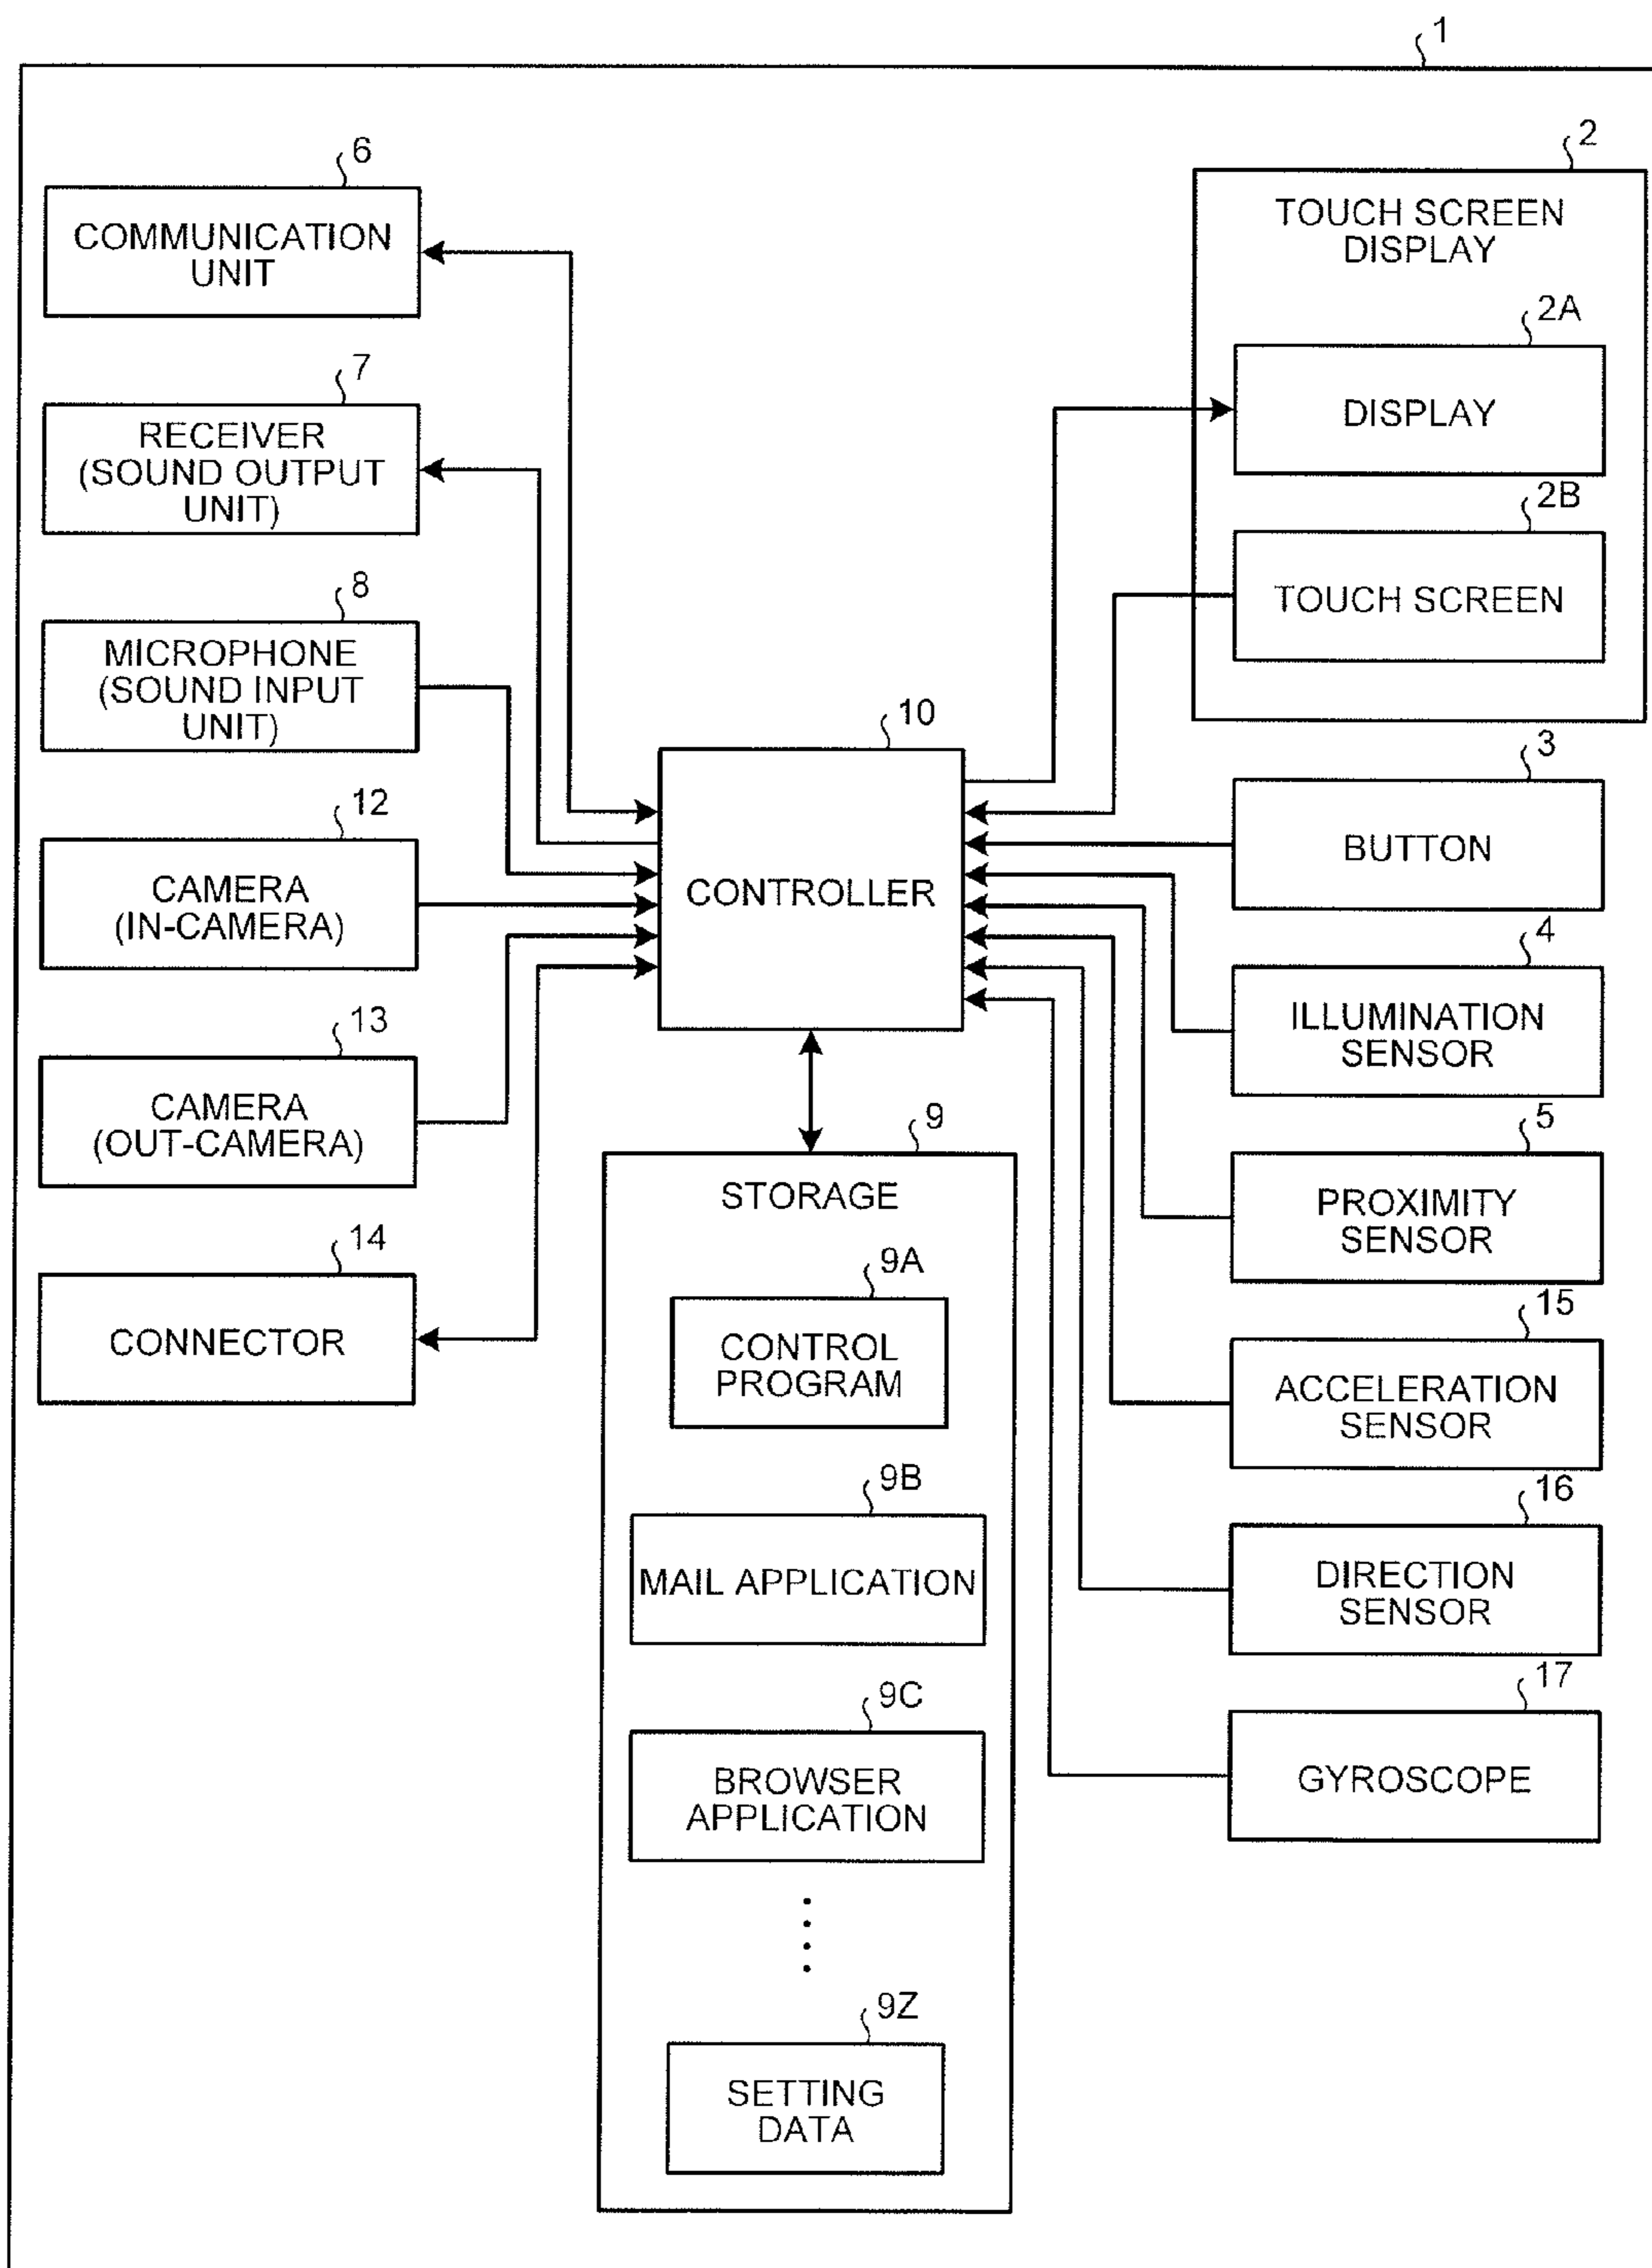 1
6
COMMUNICATION
UNIT
7
RECEIVER
(SOUND OUTPUT
UNIT)
8
MICROPHONE
(SOUND INPUT
UNIT)
12
CAMERA
(IN-CAMERA)
13
CAMERA
(OUT-CAMERA)
14
CONNECTOR
10
CONTROLLER
9
STORAGE
9A
CONTROL
PROGRAM
9B
MAIL APPLICATION
9C
BROWSER
APPLICATION
9Z
SETTING
DATA
2
TOUCH SCREEN
DISPLAY
2A
DISPLAY
2B
TOUCH SCREEN
3
BUTTON
4
ILLUMINATION
SENSOR
5
PROXIMITY
SENSOR
15
ACCELERATION
SENSOR
16
DIRECTION
SENSOR
17
GYROSCOPE